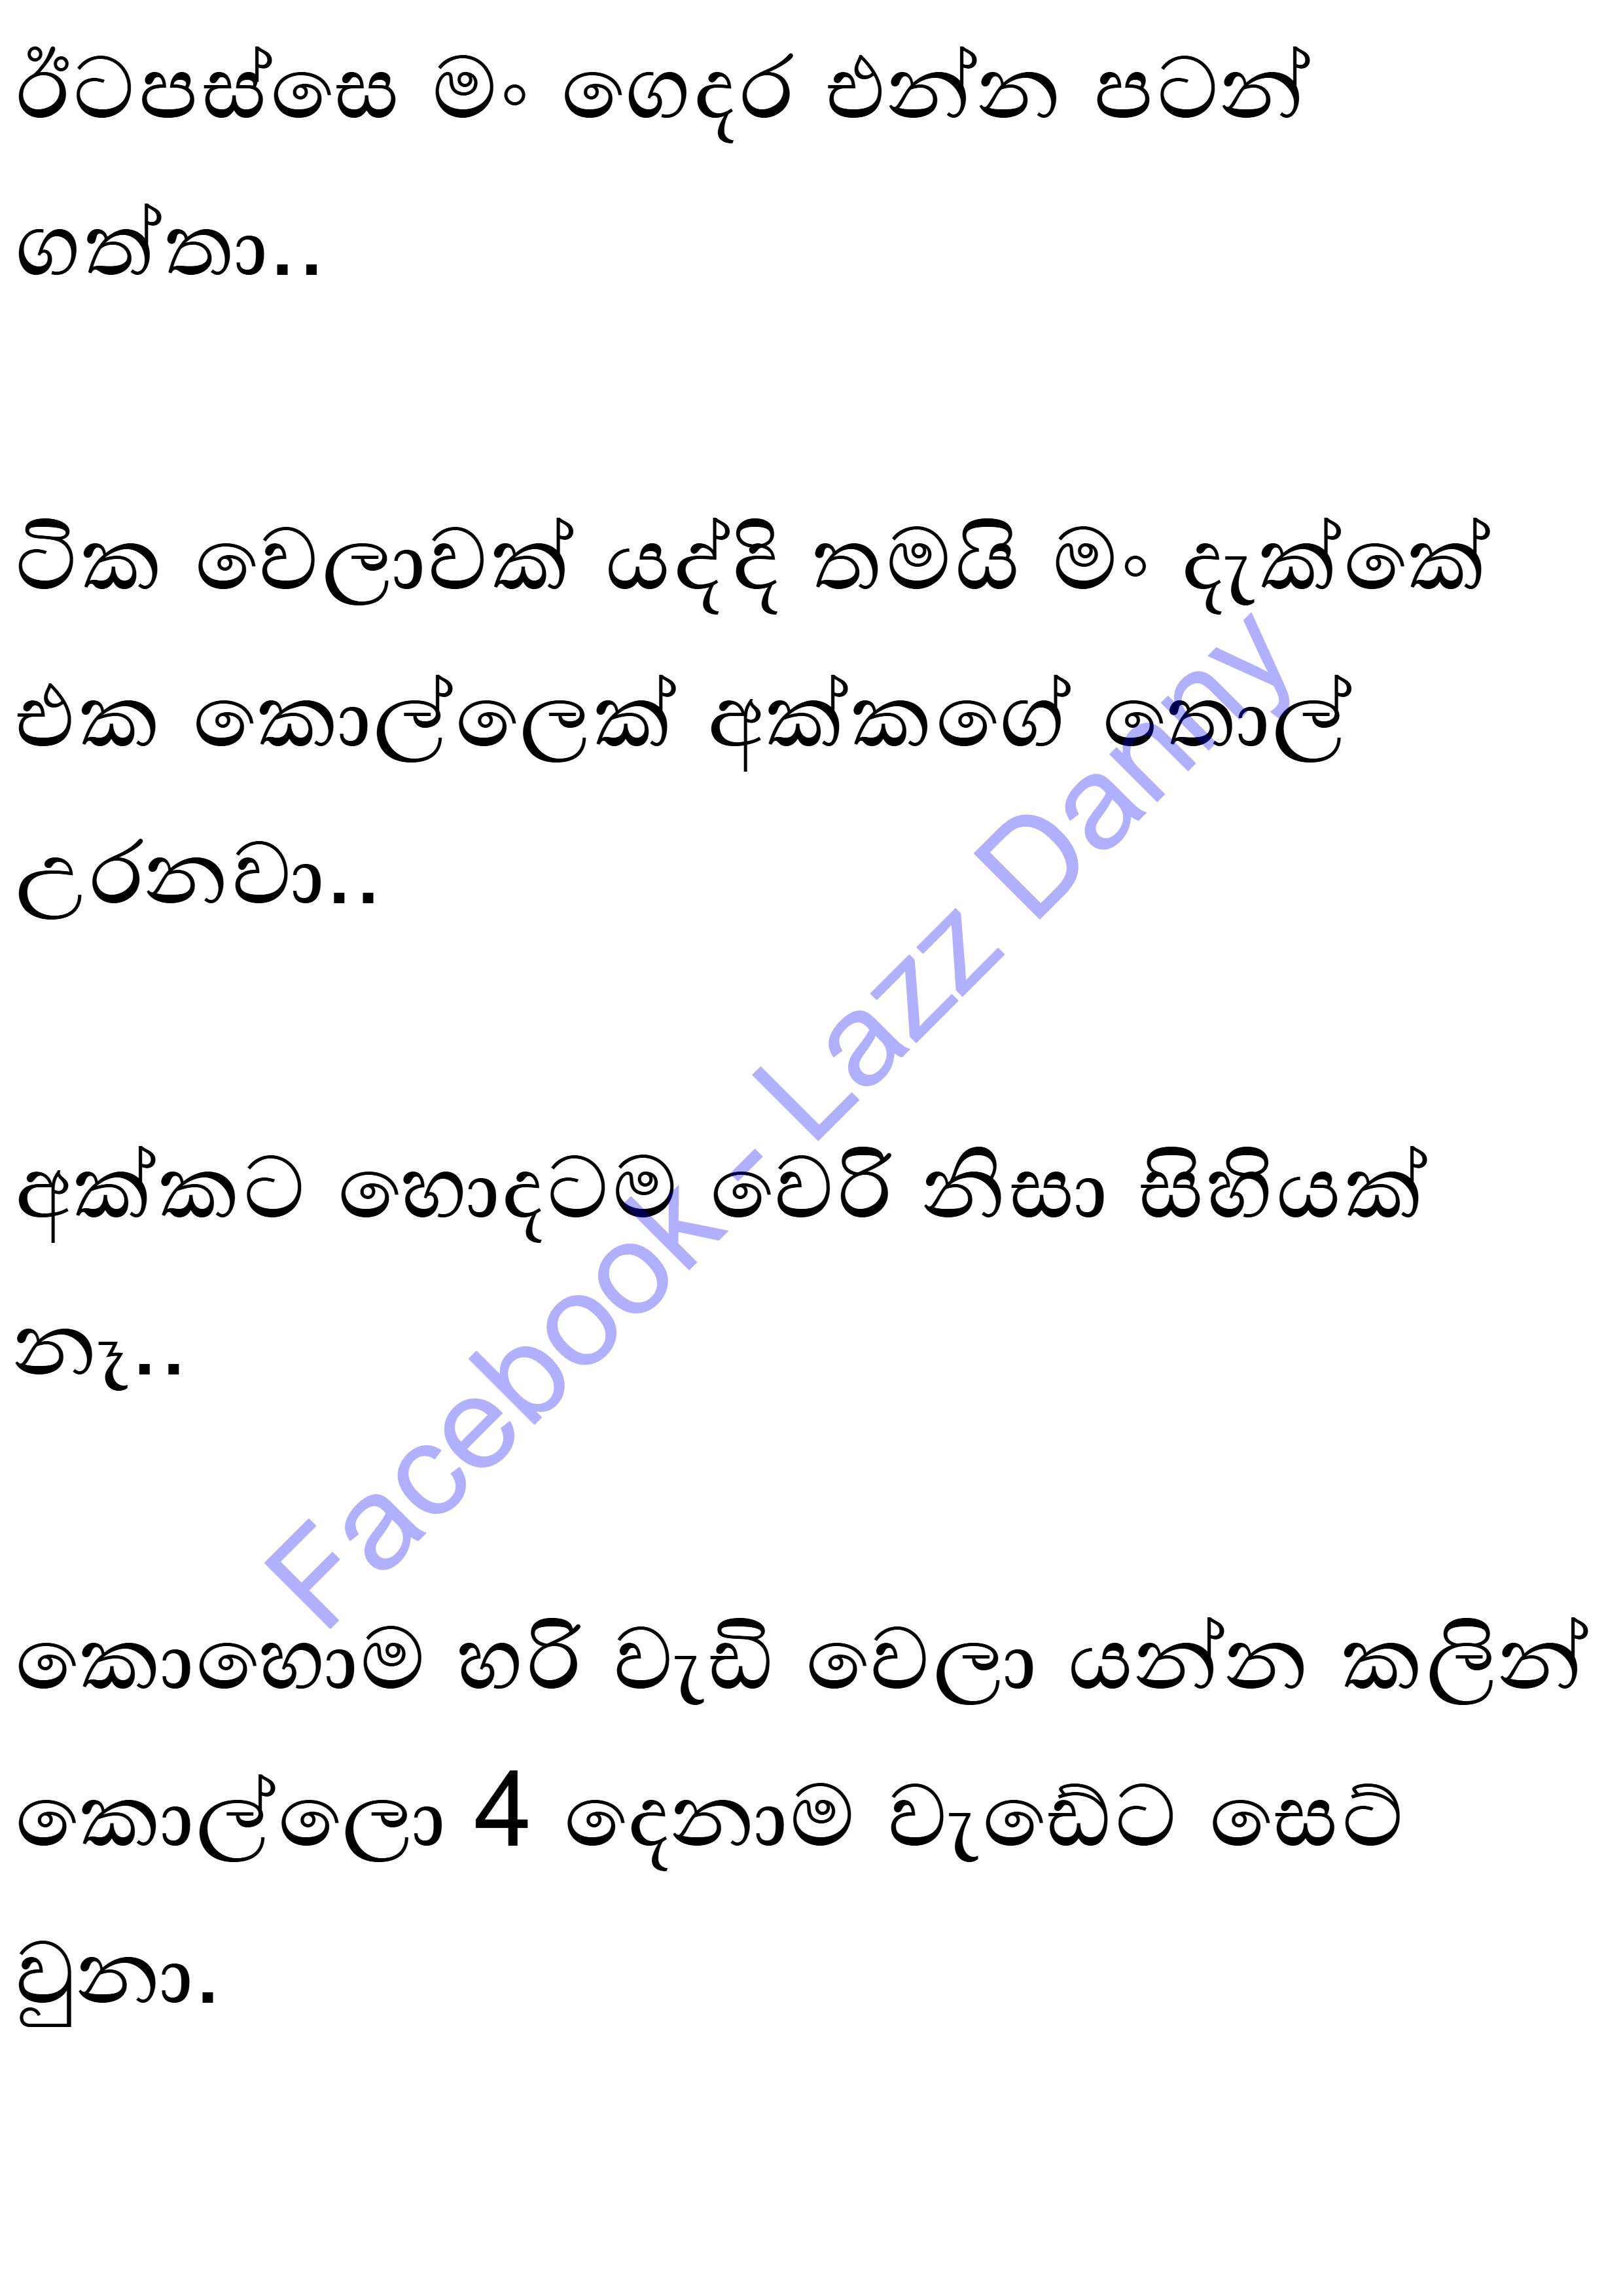 ඊටපස්සෙ මං ගෙදර එන්න පටන්
ගත්තා..
ටික වෙලාවක් යද්දි තමයි මං දැක්කේ
එක කොල්ලෙක් අක්කගේ තොල්
උරනවා..
අක්කට හොදටම වෙරි නිසා සිහියක්
නෑ..
කොහොම හරි වැඩි වෙලා යන්න කලින්
කොල්ලො 4 දෙනාම වැඩේට සෙට්
වුනා.
Facebook - Lazz Danny